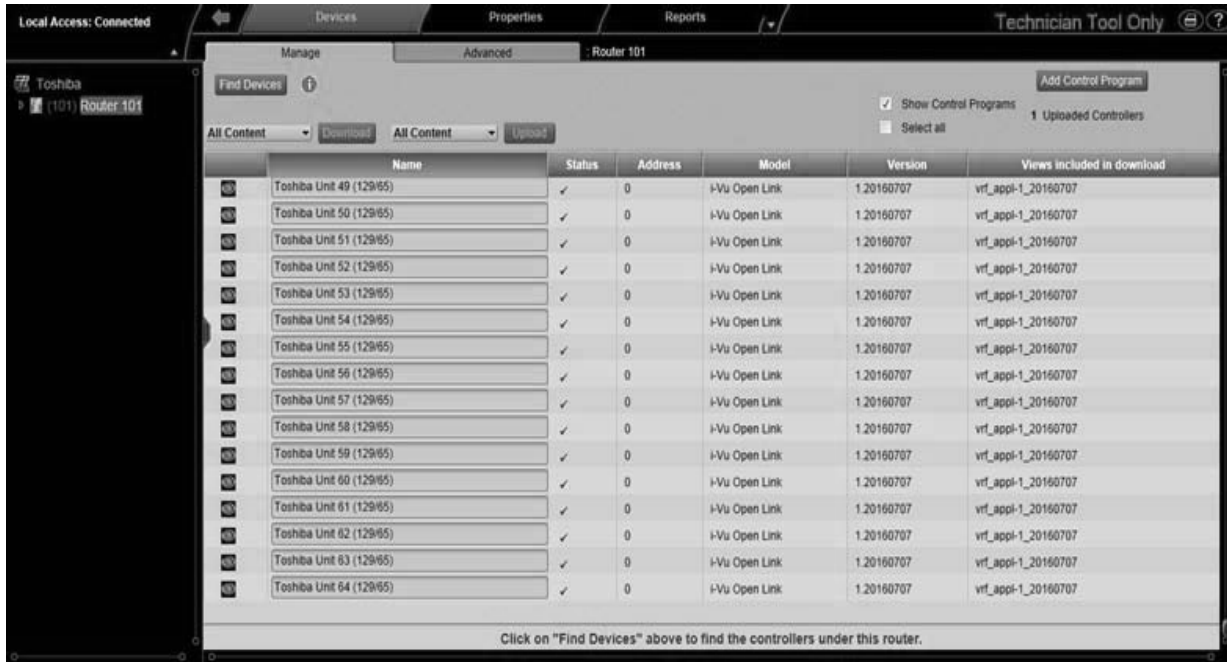 Local Access: Connected
Devices
Properties
Reports
Technician Tool Only
?
Manage
Advanced
: Router 101
Toshiba
(101) Router 101
Find Devices
Add Control Program
Show Control Programs
1 Uploaded Controllers
Select all
All Content Download All Content Upload
Name Status Address Model Version Views included in download
Toshiba Unit 49 (129/65) 0 i-Vu Open Link 1.20160707 vrf_appl-1_20160707
Toshiba Unit 50 (129/65) 0 i-Vu Open Link 1.20160707 vrf_appl-1_20160707
Toshiba Unit 51 (129/65) 0 i-Vu Open Link 1.20160707 vrf_appl-1_20160707
Toshiba Unit 52 (129/65) 0 i-Vu Open Link 1.20160707 vrf_appl-1_20160707
Toshiba Unit 53 (129/65) 0 i-Vu Open Link 1.20160707 vrf_appl-1_20160707
Toshiba Unit 54 (129/65) 0 i-Vu Open Link 1.20160707 vrf_appl-1_20160707
Toshiba Unit 55 (129/65) 0 i-Vu Open Link 1.20160707 vrf_appl-1_20160707
Toshiba Unit 56 (129/65) 0 i-Vu Open Link 1.20160707 vrf_appl-1_20160707
Toshiba Unit 57 (129/65) 0 i-Vu Open Link 1.20160707 vrf_appl-1_20160707
Toshiba Unit 58 (129/65) 0 i-Vu Open Link 1.20160707 vrf_appl-1_20160707
Toshiba Unit 59 (129/65) 0 i-Vu Open Link 1.20160707 vrf_appl-1_20160707
Toshiba Unit 60 (129/65) 0 i-Vu Open Link 1.20160707 vrf_appl-1_20160707
Toshiba Unit 61 (129/65) 0 i-Vu Open Link 1.20160707 vrf_appl-1_20160707
Toshiba Unit 62 (129/65) 0 i-Vu Open Link 1.20160707 vrf_appl-1_20160707
Toshiba Unit 63 (129/65) 0 i-Vu Open Link 1.20160707 vrf_appl-1_20160707
Toshiba Unit 64 (129/65) 0 i-Vu Open Link 1.20160707 vrf_appl-1_20160707
Click on "Find Devices" above to find the controllers under this router.